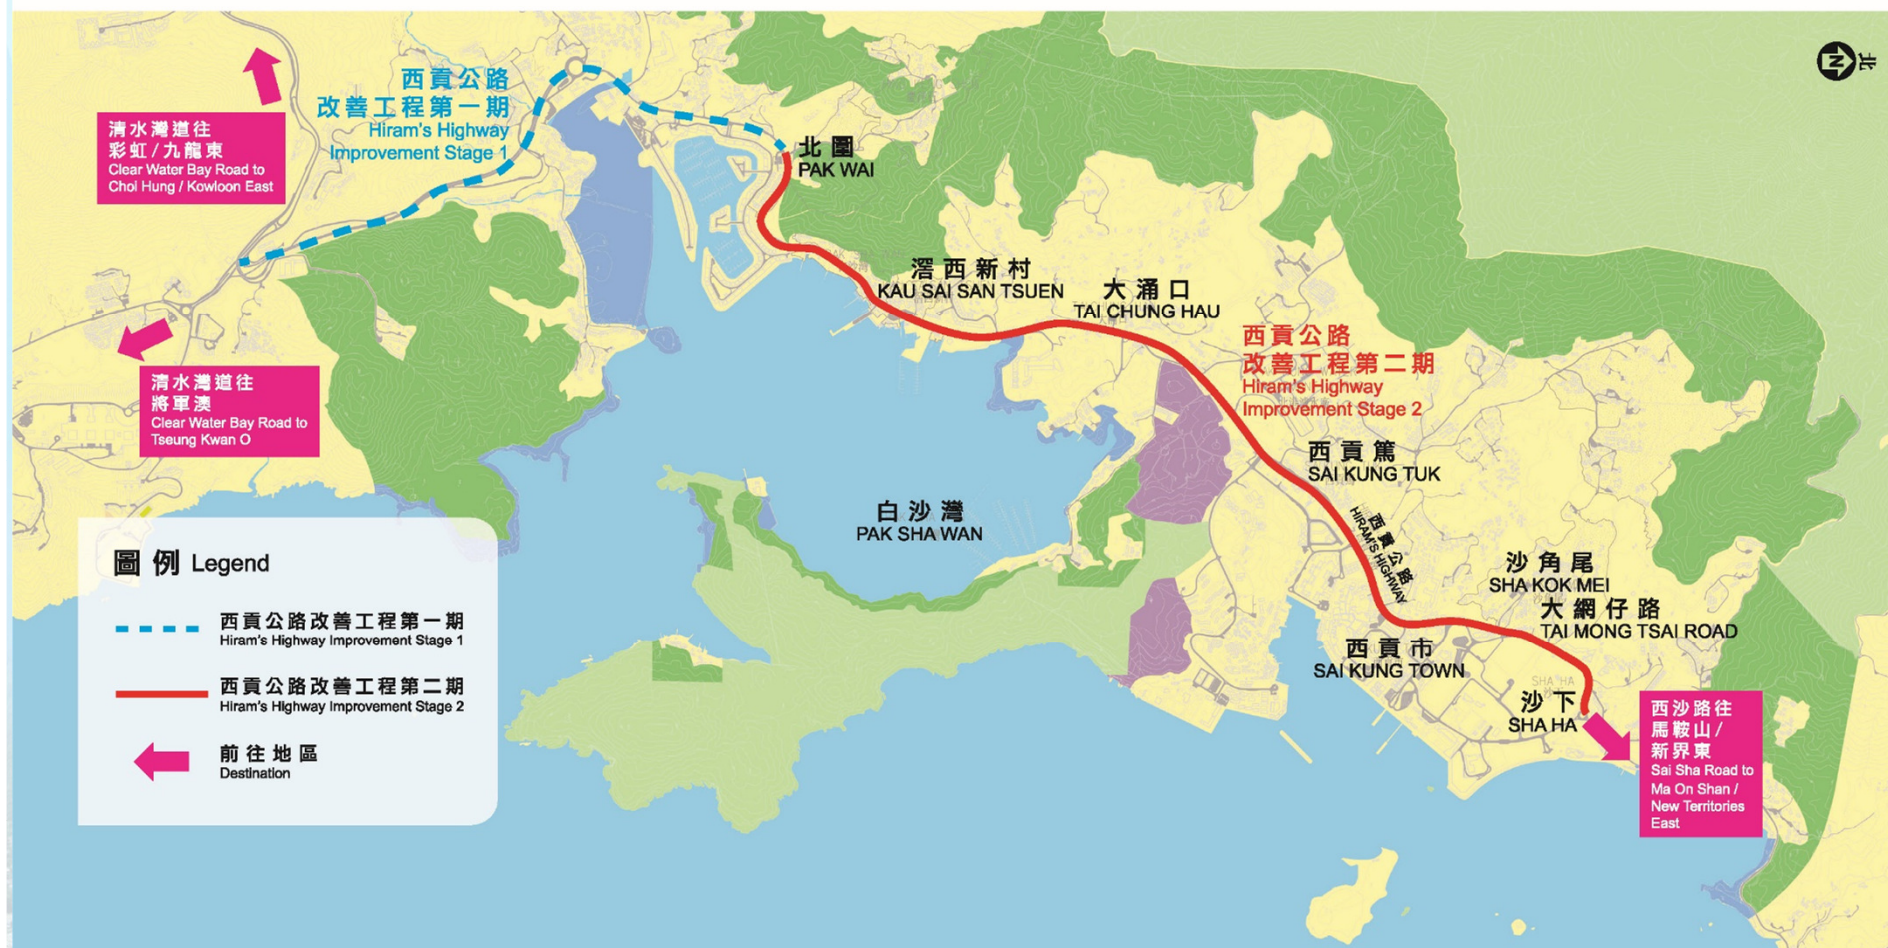 北
N
清水灣道往
彩虹/九龍東
Clear Water Bay Road to
Choi Hung / Kowloon East
西貢公路
改善工程第一期
Hiram's Highway
Improvement Stage 1
北圍
PAK WAI
清水灣道往
將軍澳
Clear Water Bay Road to
Tseung Kwan O
滘西新村
KAU SAI SAN TSUEN
大涌口
TAI CHUNG HAU
西貢公路
改善工程第二期
Hiram's Highway
Improvement Stage 2
西貢篤
SAI KUNG TUK
白沙灣
PAK SHA WAN
西貢公路
HIRAM'S HIGHWAY
沙角尾
SHA KOK MEI
大網仔路
TAI MONG TSAI ROAD
西貢市
SAI KUNG TOWN
SHA HA
沙下
SHA HA
西沙路往
馬鞍山/
新界東
Sai Sha Road to
Ma On Shan /
New Territories
East
圖例 Legend
西貢公路改善工程第一期
Hiram's Highway Improvement Stage 1
西貢公路改善工程第二期
Hiram's Highway Improvement Stage 2
前往地區
Destination